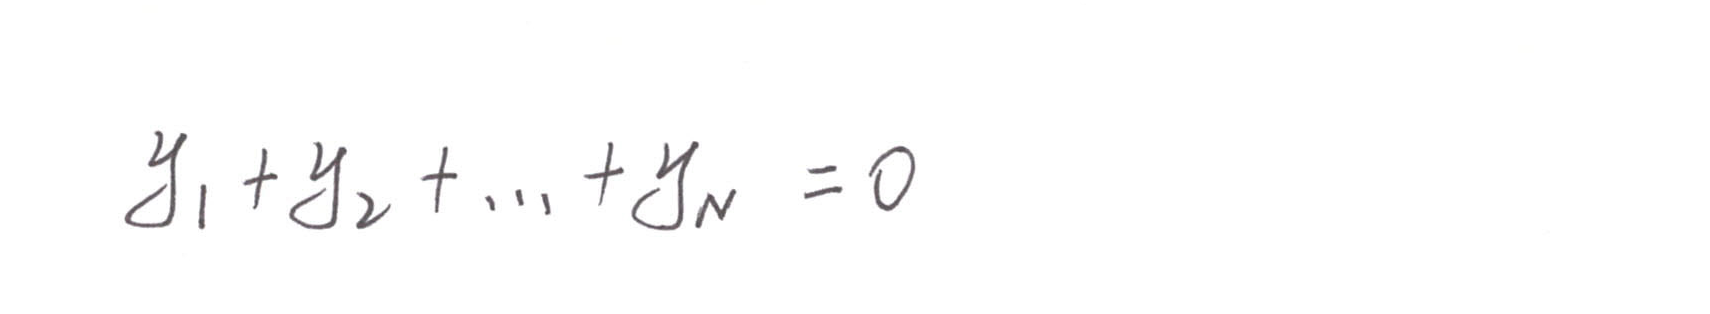 y₁ + y₂ + ... + y_N = 0